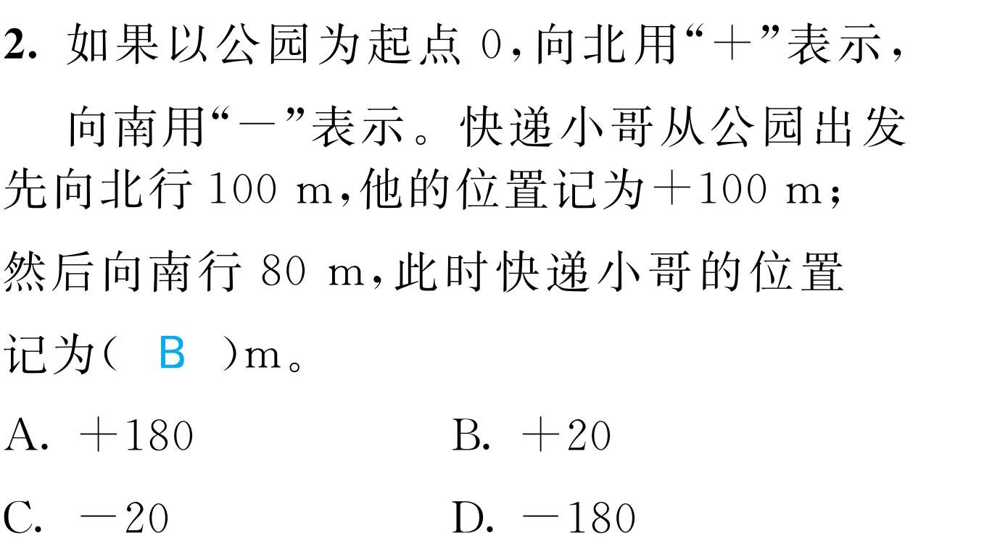 2. 如果以公园为起点 0,向北用“＋”表示,
向南用“－”表示。快递小哥从公园出发
先向北行 100 m,他的位置记为＋100 m;
然后向南行 80 m,此时快递小哥的位置
记为( B )m。
A. ＋180 B. ＋20
C. －20 D. －180